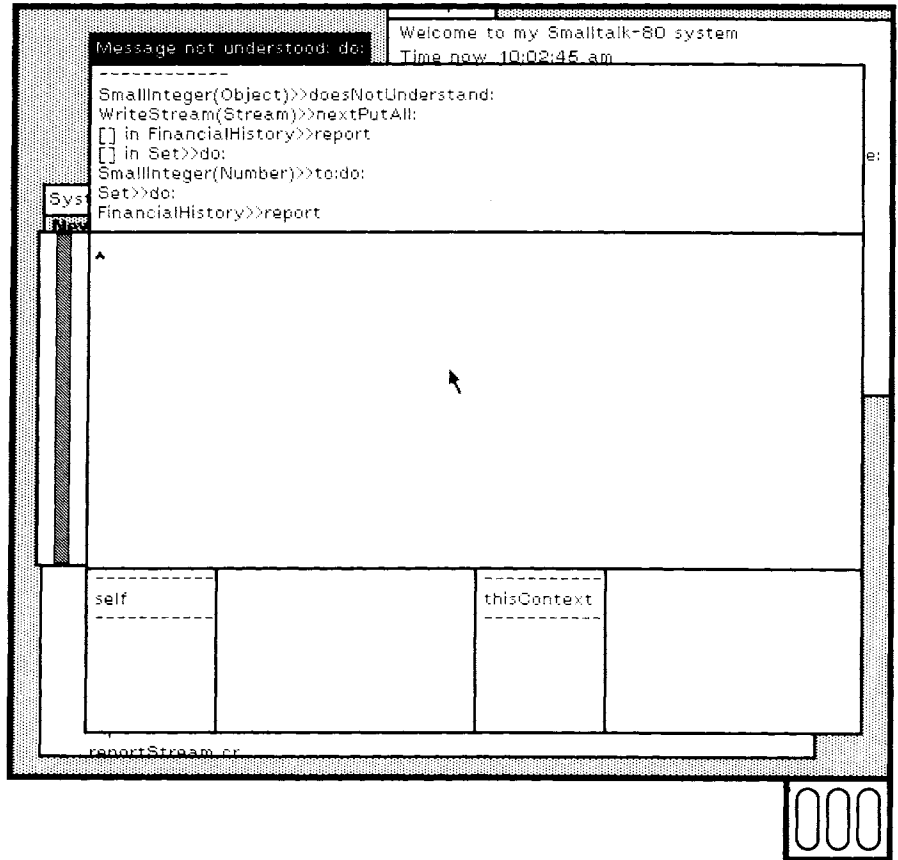 Welcome to my Smalltalk-80 system
Time now 10:02:45 am
Message not understood: do:
SmallInteger(Object)>>doesNotUnderstand:
WriteStream(Stream)>>nextPutAll:
[] in FinancialHistory>>report
[] in Set>>do:
SmallInteger(Number)>>to:do:
Set>>do:
FinancialHistory>>report
e:
Syst
self
thisContext
reportStream cr